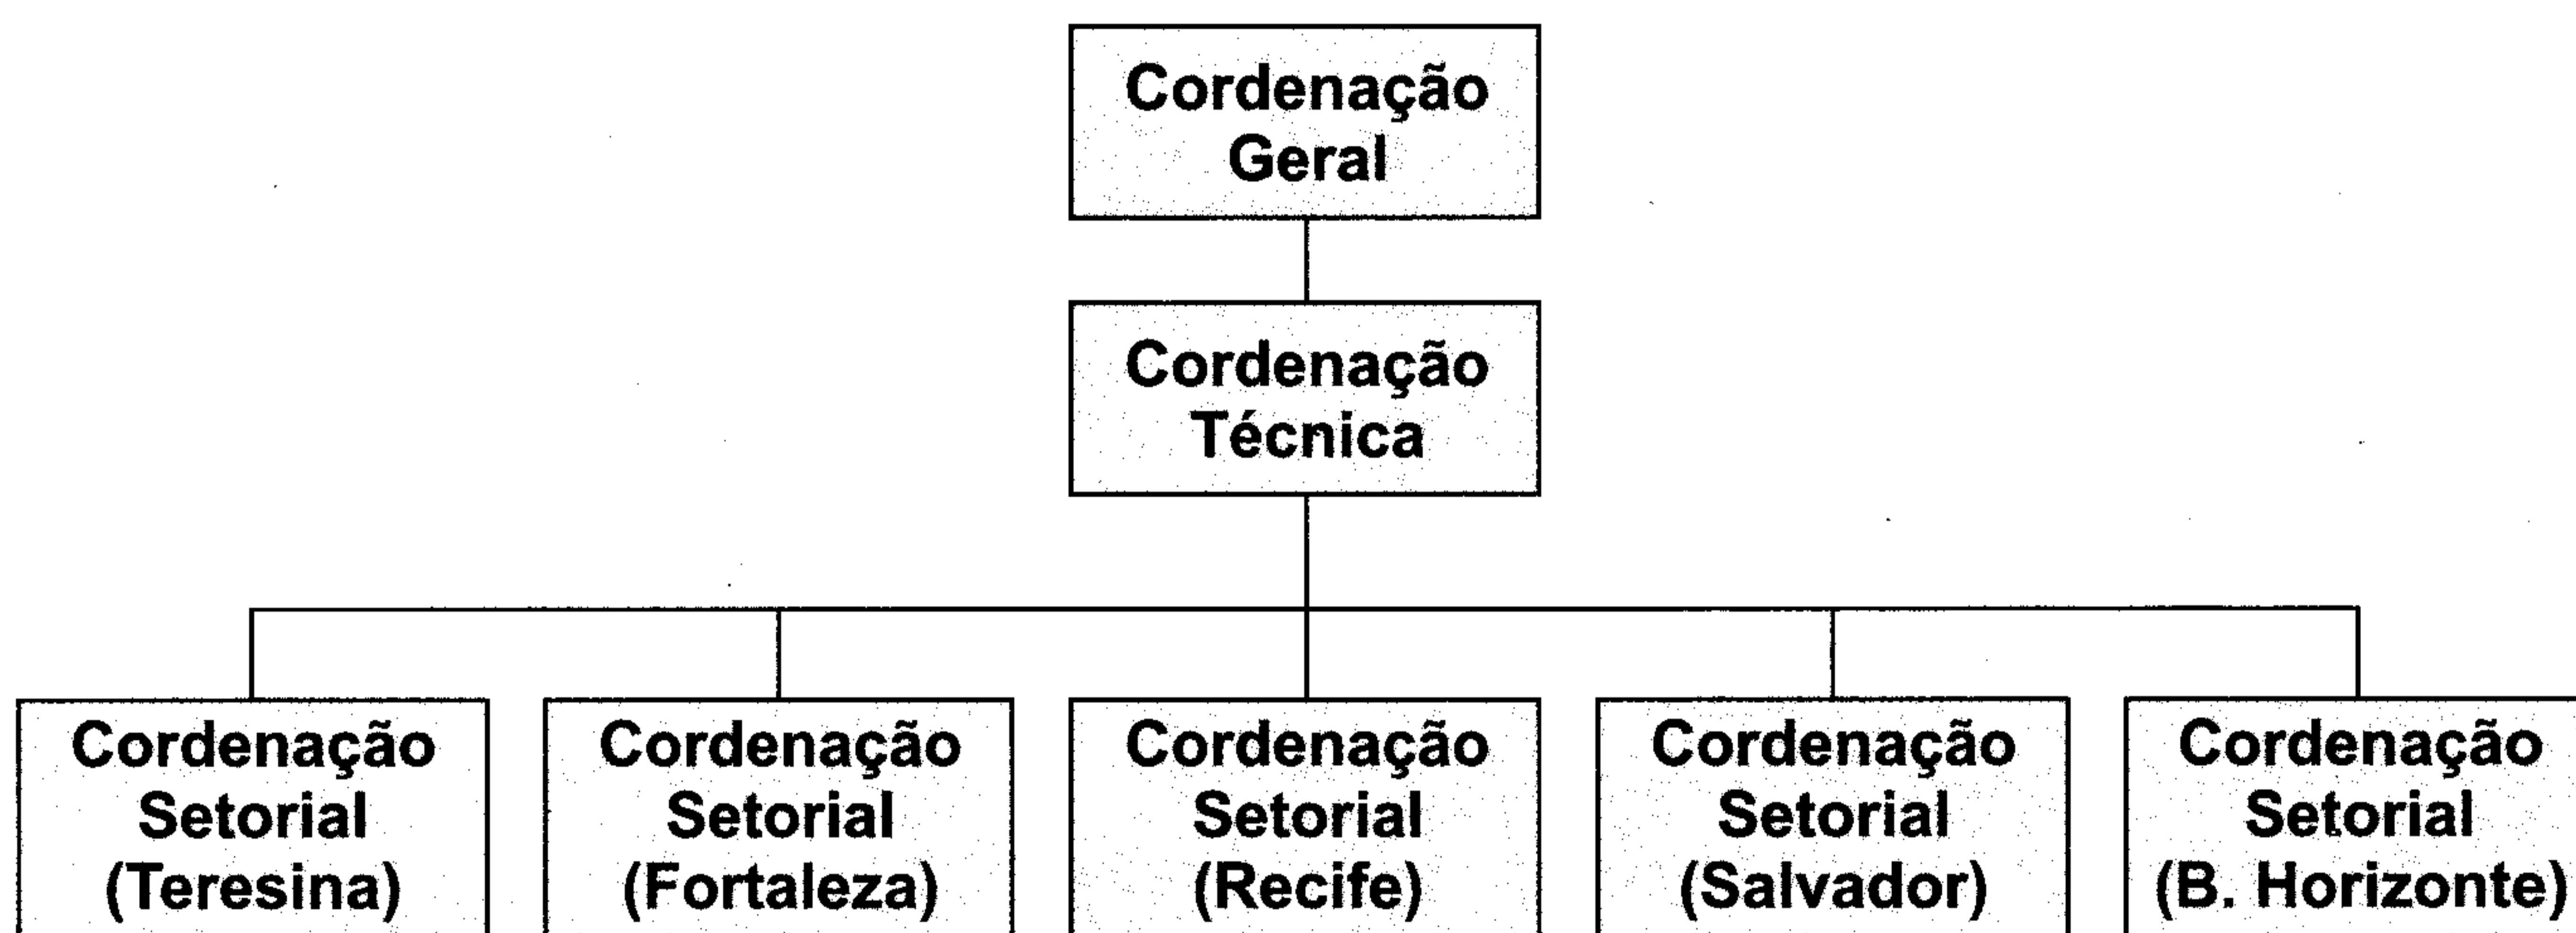 Cordenação
Geral
Cordenação
Técnica
Cordenação
Setorial
(Teresina)
Cordenação
Setorial
(Fortaleza)
Cordenação
Setorial
(Recife)
Cordenação
Setorial
(Salvador)
Cordenação
Setorial
(B. Horizonte)